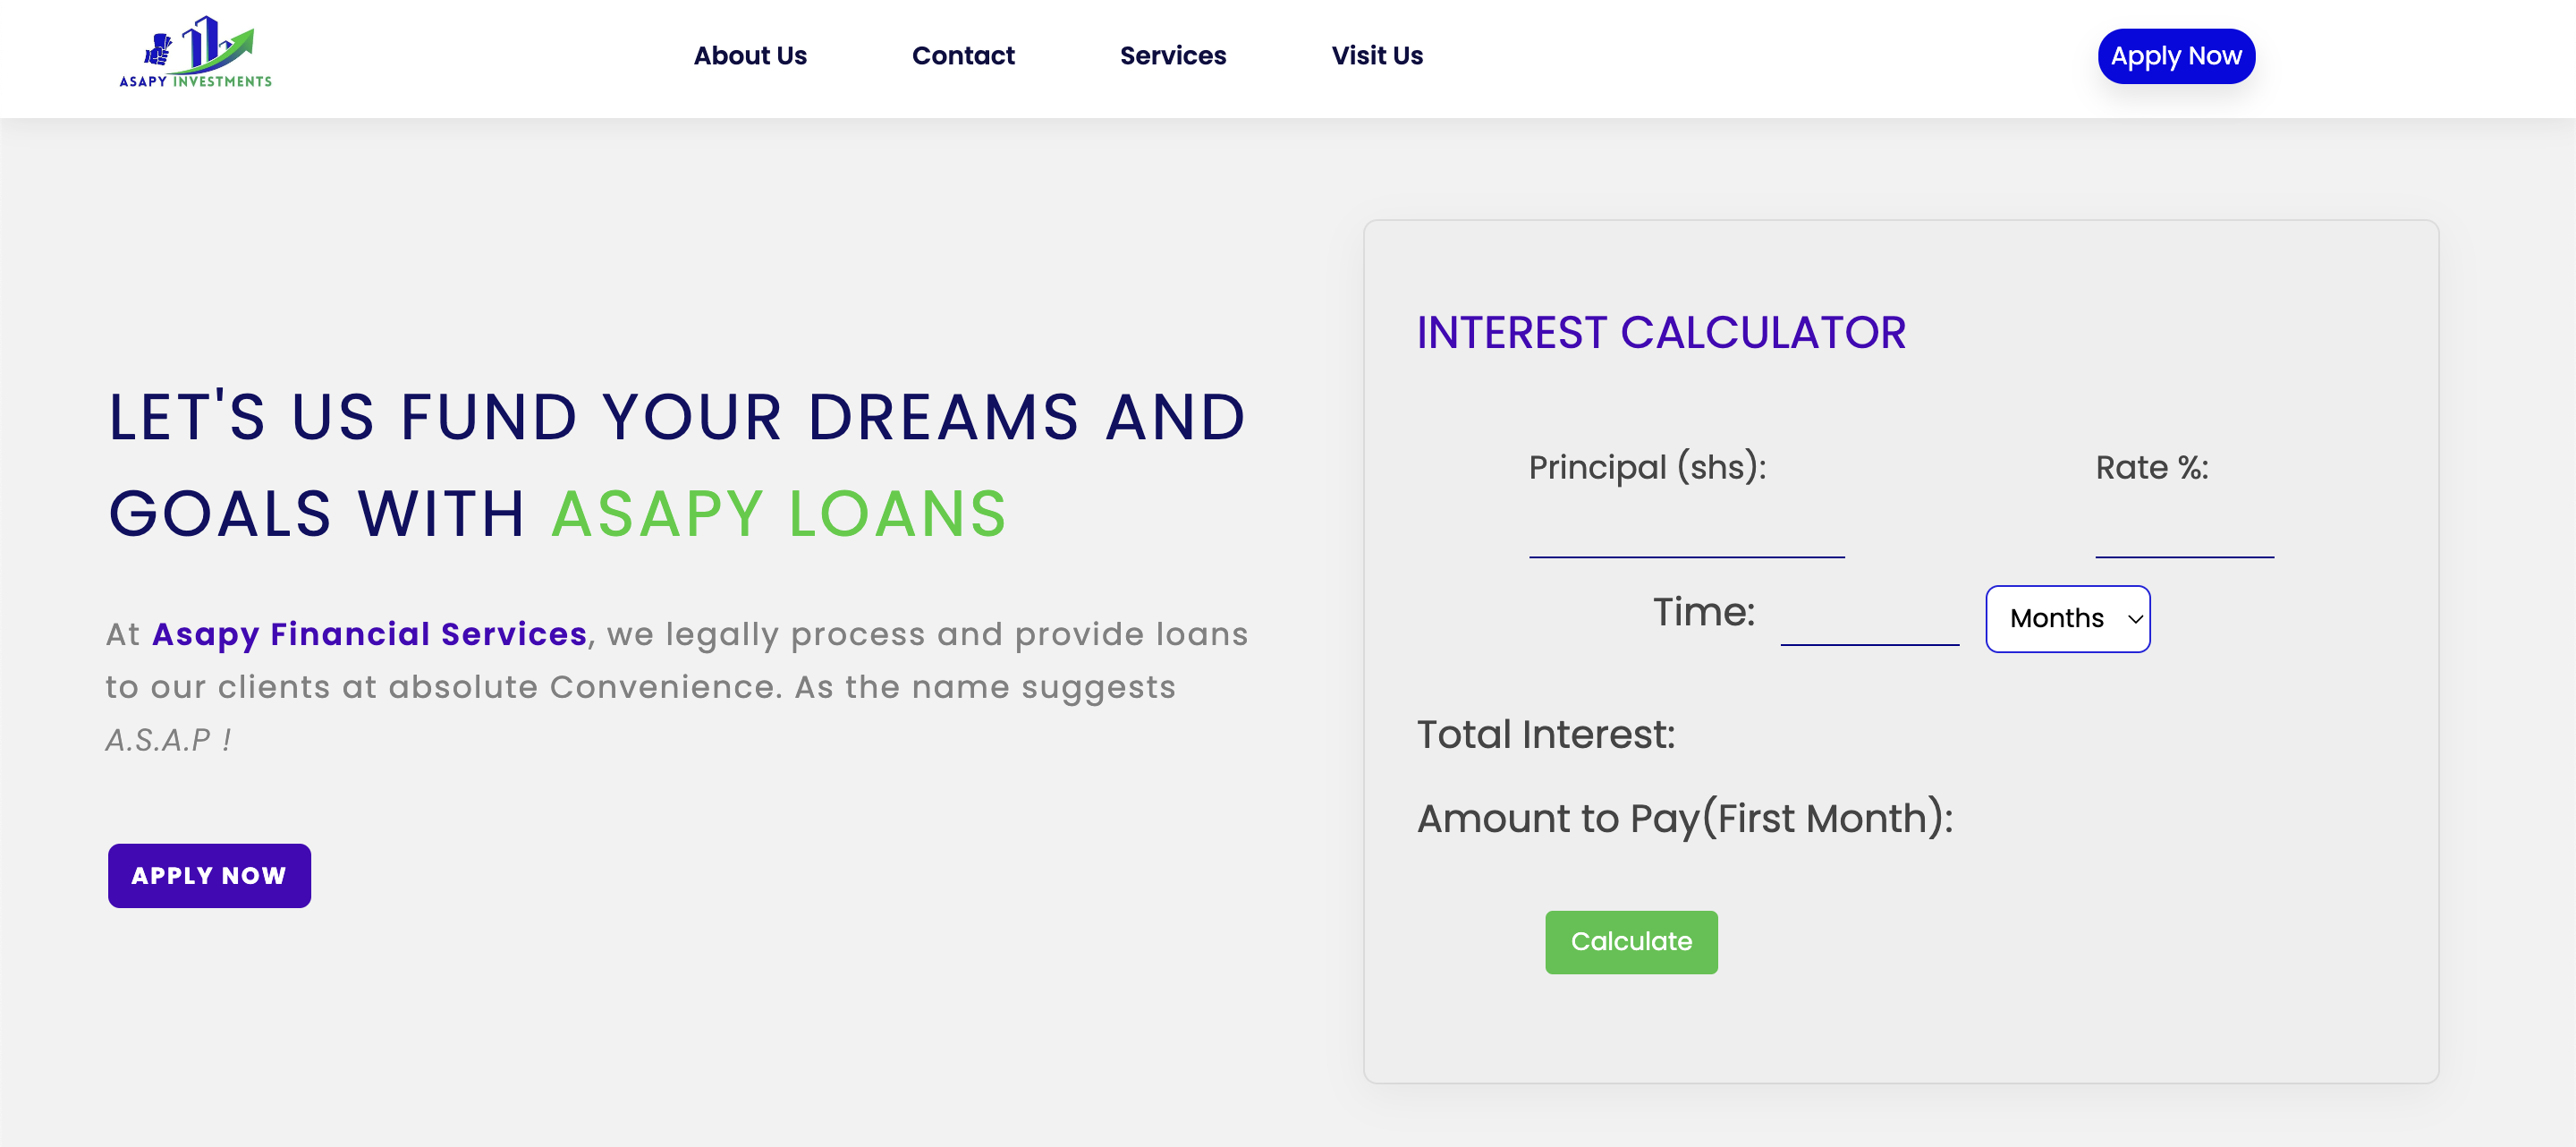 ASAPY INVESTMENTS
About Us
Contact
Services
Visit Us
Apply Now
LET'S US FUND YOUR DREAMS AND
GOALS WITH ASAPY LOANS
At Asapy Financial Services, we legally process and provide loans
to our clients at absolute Convenience. As the name suggests
A.S.A.P !
APPLY NOW
INTEREST CALCULATOR
Principal (shs):
Rate %:
Time:
Months
Total Interest:
Amount to Pay(First Month):
Calculate